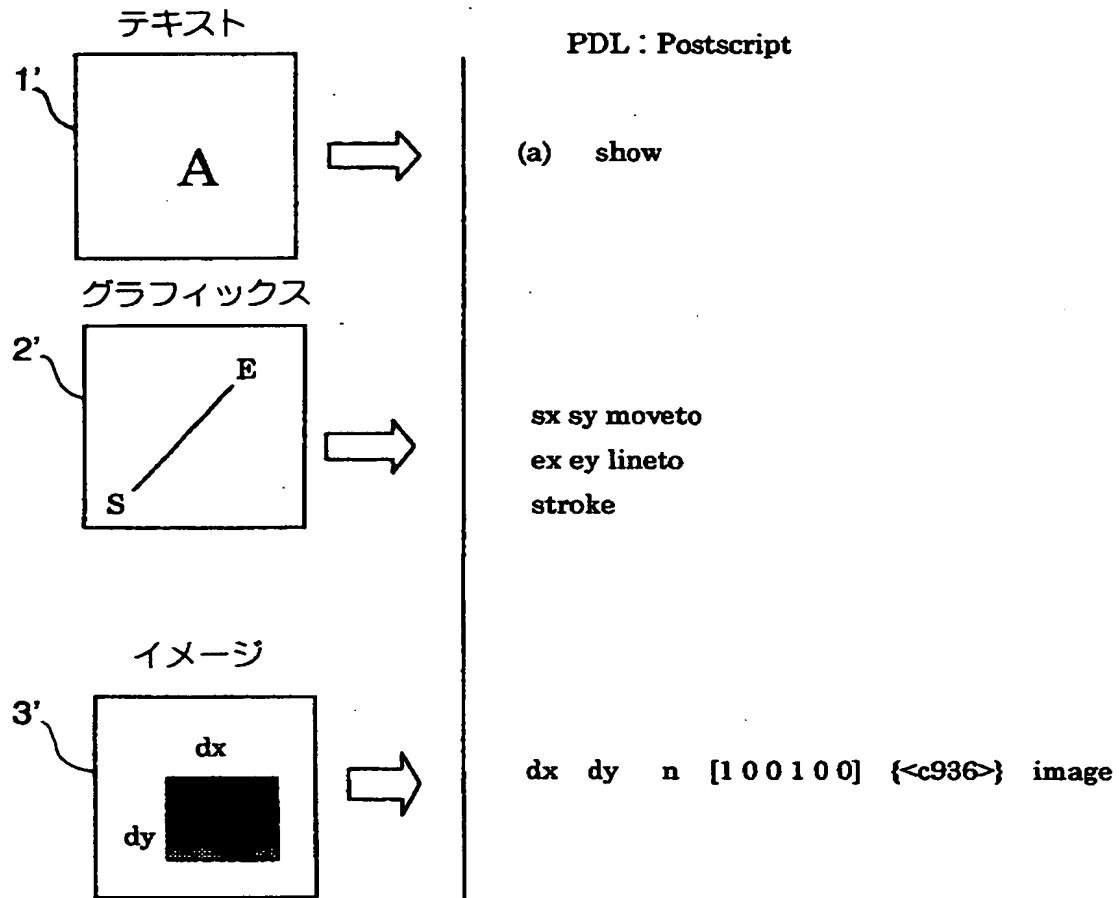 テキスト
PDL : Postscript
1'
A
(a) show
グラフィックス
2'
E
S
sx sy moveto
ex ey lineto
stroke
イメージ
3'
dx
dy
dx dy n [1 0 0 1 0 0] {<c936>} image